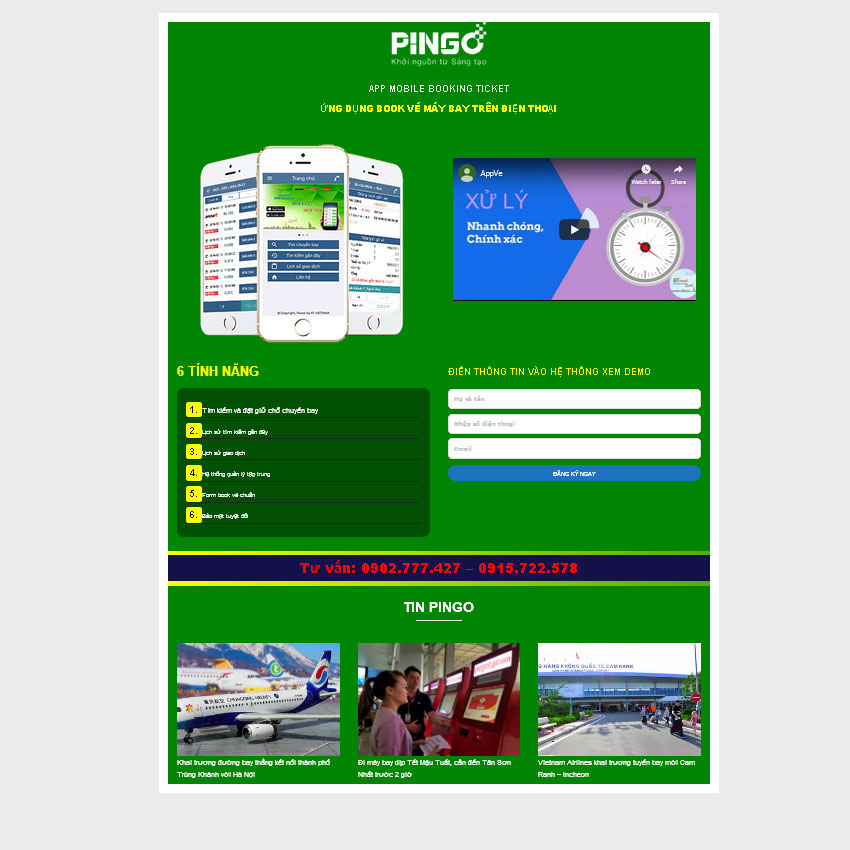 PINGO
Khởi nguồn từ Sáng tạo
APP MOBILE BOOKING TICKET
ỨNG DỤNG BOOK VÉ MÁY BAY TRÊN ĐIỆN THOẠI
Trang chủ
Tìm chuyến bay
Tìm kiếm gần đây
Lịch sử giao dịch
Liên hệ
AppVe
Watch later
Share
XỬ LÝ
Nhanh chóng,
Chính xác
6 TÍNH NĂNG
1. Tìm kiếm và đặt giữ chỗ chuyến bay
2. Lịch sử tìm kiếm gần đây
3. Lịch sử giao dịch
4. Hệ thống quản lý tập trung
5. Form book vé chuẩn
6. Bảo mật tuyệt đối
ĐIỀN THÔNG TIN VÀO HỆ THỐNG XEM DEMO
Họ và tên
Nhập số điện thoại
Email
ĐĂNG KÝ NGAY
Tư vấn: 0902.777.427 – 0915.722.578
TIN PINGO
CHONGQING AIRLINES
G HÀNG KHÔNG QUỐC TẾ CAM RANH
Khai trương đường bay thẳng kết nối thành phố
Trùng Khánh với Hà Nội
Đi máy bay dịp Tết Mậu Tuất, cần đến Tân Sơn
Nhất trước 2 giờ
Vietnam Airlines khai trương tuyến bay mới Cam
Ranh – Incheon